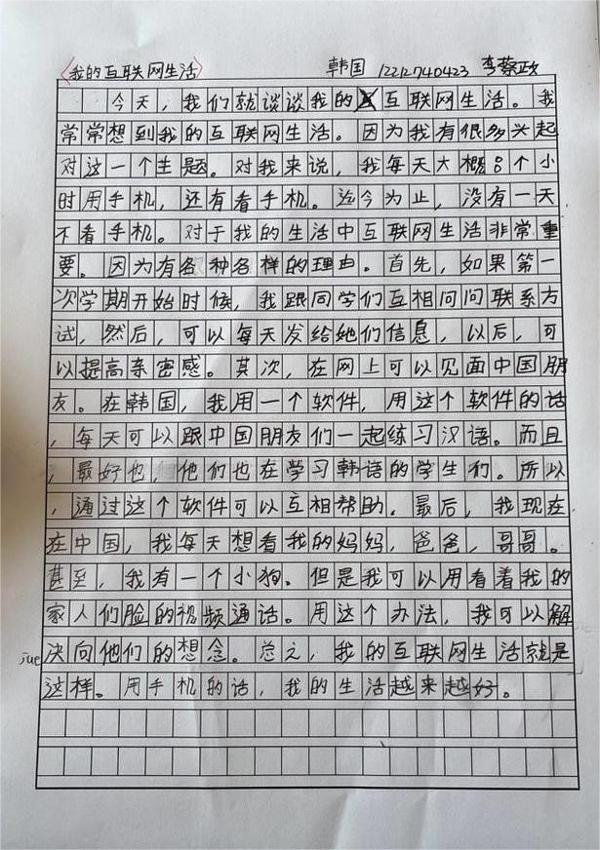 《我的互联网生活》 韩国 12212740423 李蔡政
今天,我们就谈谈我的互联网生活。我
常常想到我的互联网生活。因为我有很多兴起
对这一个主题。对我来说,我每天大概8个小
时用手机,还有看手机。迄今为止,没有一天
不看手机。对于我的生活中互联网生活非常重
要。因为有各种各样的理由。首先,如果第一
次学期开始时候,我跟同学们互相问问联系方
试,然后,可以每天发给她们信息,以后,可
以提高亲密感。其次,在网上可以见面中国朋
友。在韩国,我用一个软件,用这个软件的话
,每天可以跟中国朋友们一起练习汉语。而且
,最好也,他们也在学习韩语的学生们。所以
,通过这个软件可以互相帮助。最后,我现在
在中国,我每天想看我的妈妈,爸爸,哥哥。
甚至,我有一个小狗。但是我可以用看着我的
家人们脸的视频通话。用这个办法,我可以解
jue 决向他们的想念。总之,我的互联网生活就是
这样。用手机的话,我的生活越来越好。